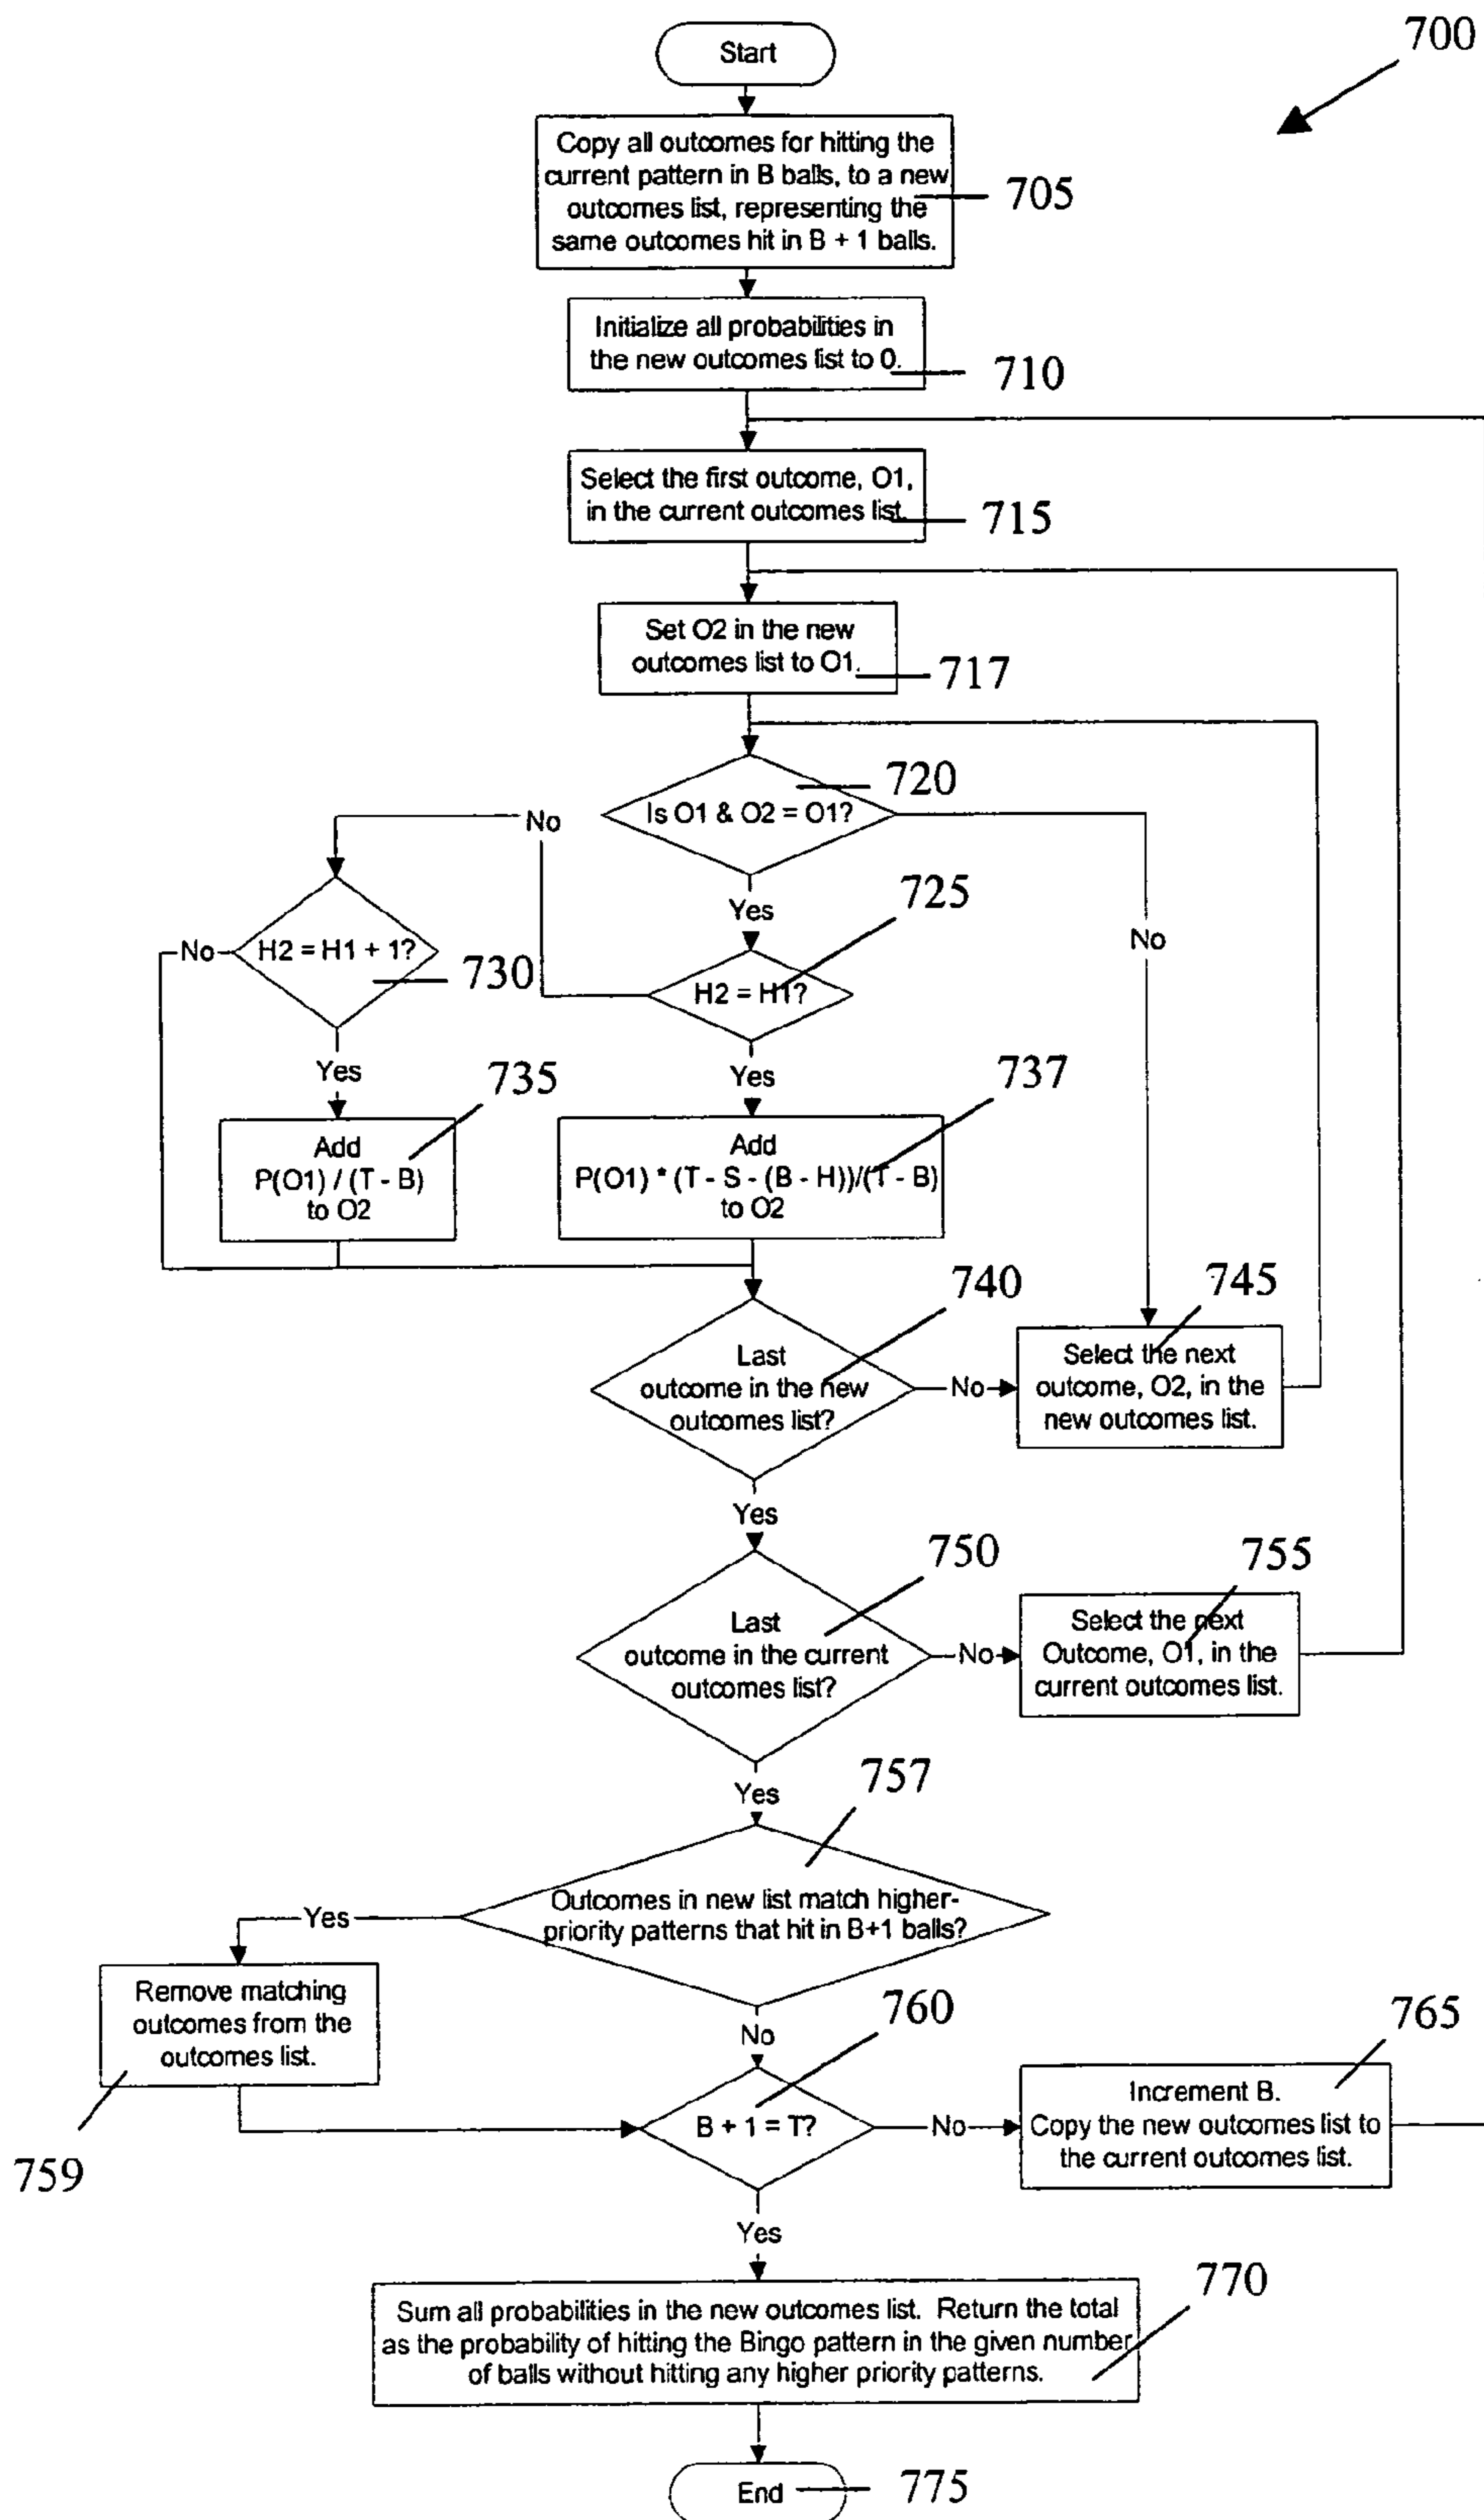 700
Start
Copy all outcomes for hitting the
current pattern in B balls, to a new
outcomes list, representing the
same outcomes hit in B + 1 balls.
705
Initialize all probabilities in
the new outcomes list to 0.
710
Select the first outcome, O1,
in the current outcomes list.
715
Set O2 in the new
outcomes list to O1.
717
720
Is O1 & O2 = O1?
No
Yes
725
No
H2 = H1 + 1?
No
730
H2 = H1?
Yes
735
Yes
737
Add
P(O1) / (T - B)
to O2
Add
P(O1) * (T - S - (B - H))/(T - B)
to O2
740
745
Last
outcome in the new
outcomes list?
No
Select the next
outcome, O2, in the
new outcomes list.
Yes
750
755
Last
outcome in the current
outcomes list?
No
Select the next
Outcome, O1, in the
current outcomes list.
Yes
757
Outcomes in new list match higher-
priority patterns that hit in B+1 balls?
Yes
Remove matching
outcomes from the
outcomes list.
759
No
760
765
B + 1 = T?
No
Increment B.
Copy the new outcomes list to
the current outcomes list.
Yes
770
Sum all probabilities in the new outcomes list. Return the total
as the probability of hitting the Bingo pattern in the given number
of balls without hitting any higher priority patterns.
End
775